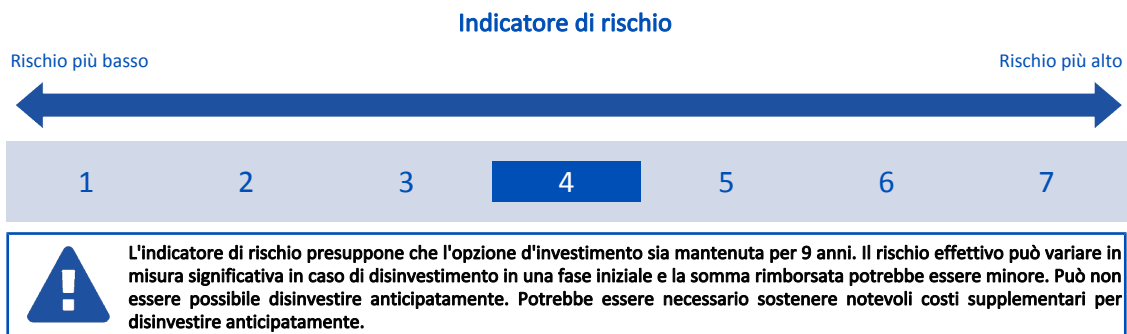 Indicatore di rischio
Rischio più basso Rischio più alto
1 2 3 4 5 6 7
L'indicatore di rischio presuppone che l'opzione d'investimento sia mantenuta per 9 anni. Il rischio effettivo può variare in
misura significativa in caso di disinvestimento in una fase iniziale e la somma rimborsata potrebbe essere minore. Può non
essere possibile disinvestire anticipatamente. Potrebbe essere necessario sostenere notevoli costi supplementari per
disinvestire anticipatamente.